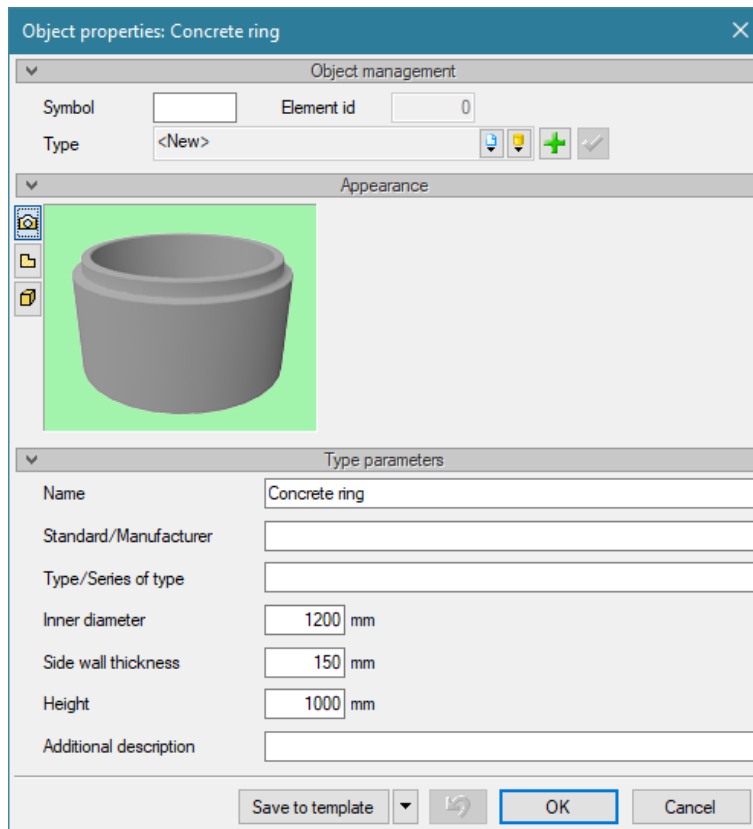 Object properties: Concrete ring
Object management
Symbol Element id 0
Type <New>
Appearance
Type parameters
Name Concrete ring
Standard/Manufacturer
Type/Series of type
Inner diameter 1200 mm
Side wall thickness 150 mm
Height 1000 mm
Additional description
Save to template OK Cancel